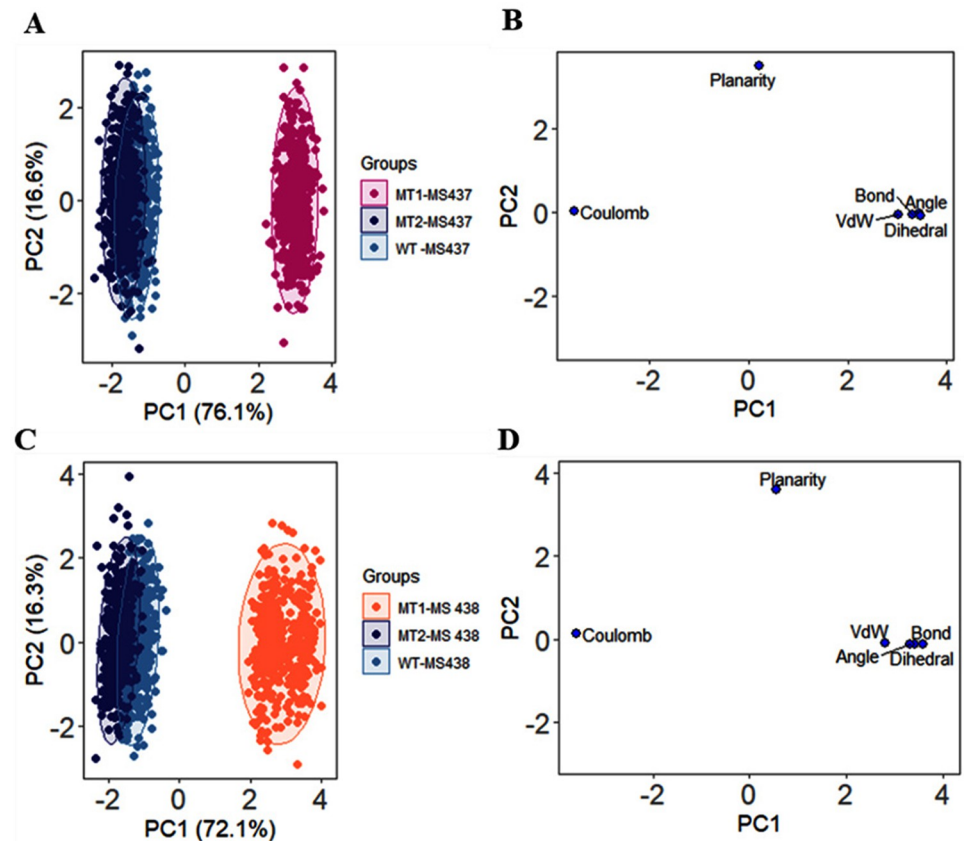 A
2
0
-2
PC2 (16.6%)
-2 0 2 4
PC1 (76.1%)
Groups
MT1-MS437
MT2-MS437
WT -MS437
B
Planarity
2
0
-2
PC2
Coulomb
Bond
Angle
VdW
Dihedral
-2 0 2 4
PC1
C
4
2
0
-2
PC2 (16.3%)
-2 0 2 4
PC1 (72.1%)
Groups
MT1-MS 438
MT2-MS 438
WT-MS438
D
4
2
0
-2
PC2
Planarity
Coulomb
VdW
Bond
Angle
Dihedral
-2 0 2 4
PC1